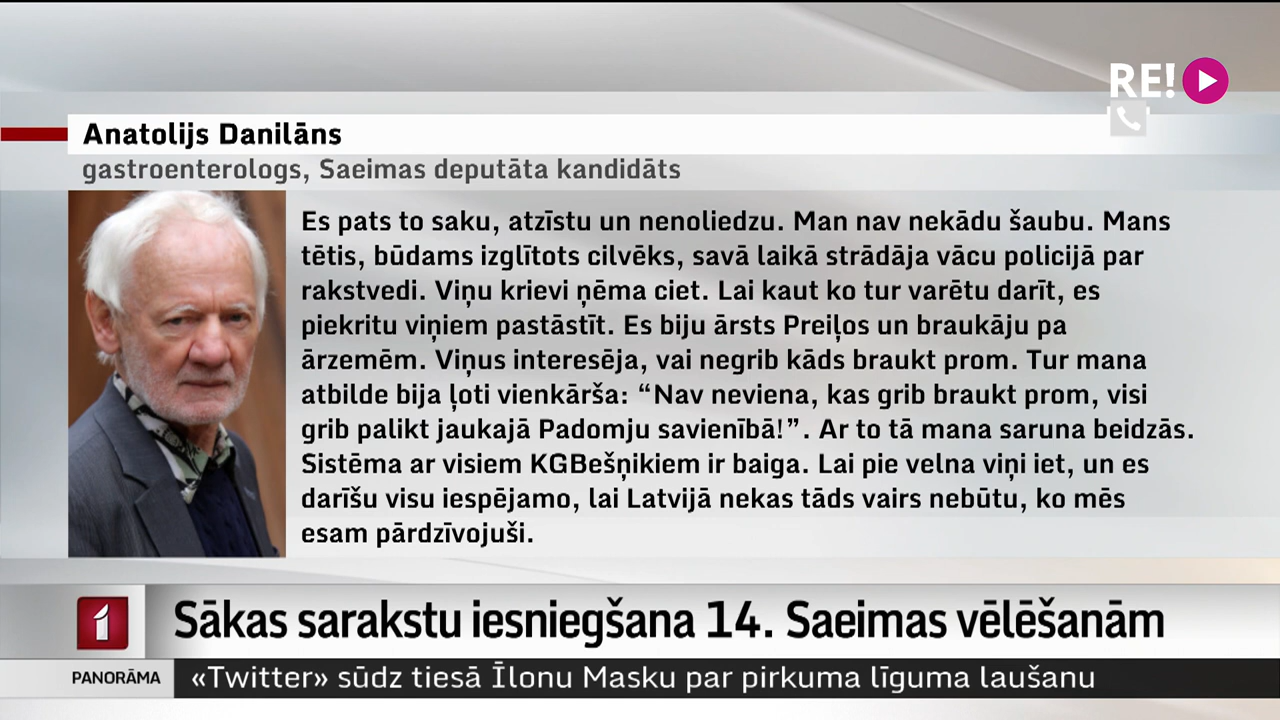 RE!
Anatolijs Danilāns
gastroenterologs, Saeimas deputāta kandidāts
Es pats to saku, atzīstu un nenoliedzu. Man nav nekādu šaubu. Mans
tētis, būdams izglītots cilvēks, savā laikā strādāja vācu policijā par
rakstvedi. Viņu krievi ņēma ciet. Lai kaut ko tur varētu darīt, es
piekritu viņiem pastāstīt. Es biju ārsts Preiļos un braukāju pa
ārzemēm. Viņus interesēja, vai negrib kāds braukt prom. Tur mana
atbilde bija ļoti vienkārša: “Nav neviena, kas grib braukt prom, visi
grib palikt jaukajā Padomju savienībā!”. Ar to tā mana saruna beidzās.
Sistēma ar visiem KGBešņikiem ir baiga. Lai pie velna viņi iet, un es
darīšu visu iespējamo, lai Latvijā nekas tāds vairs nebūtu, ko mēs
esam pārdzīvojuši.
1
Sākas sarakstu iesniegšana 14. Saeimas vēlēšanām
PANORĀMA
«Twitter» sūdz tiesā Īlonu Masku par pirkuma līguma laušanu